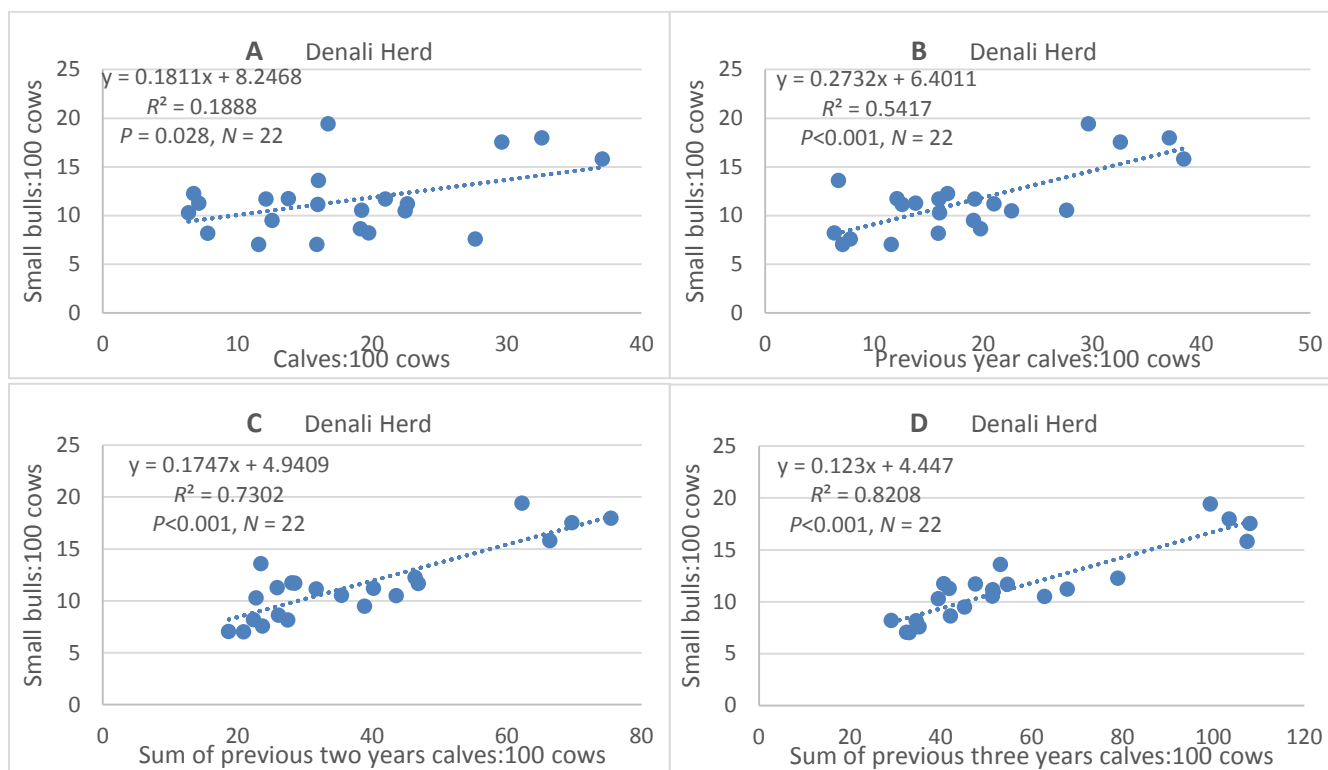 A Denali Herd
y = 0.1811x + 8.2468
R² = 0.1888
P = 0.028, N = 22
Small bulls:100 cows
25
20
15
10
5
0
0 10 20 30 40
Calves:100 cows
B Denali Herd
y = 0.2732x + 6.4011
R² = 0.5417
P<0.001, N = 22
Small bulls:100 cows
25
20
15
10
5
0
0 10 20 30 40 50
Previous year calves:100 cows
C Denali Herd
y = 0.1747x + 4.9409
R² = 0.7302
P<0.001, N = 22
Small bulls:100 cows
25
20
15
10
5
0
0 20 40 60 80
Sum of previous two years calves:100 cows
D Denali Herd
y = 0.123x + 4.447
R² = 0.8208
P<0.001, N = 22
Small bulls:100 cows
25
20
15
10
5
0
0 20 40 60 80 100 120
Sum of previous three years calves:100 cows